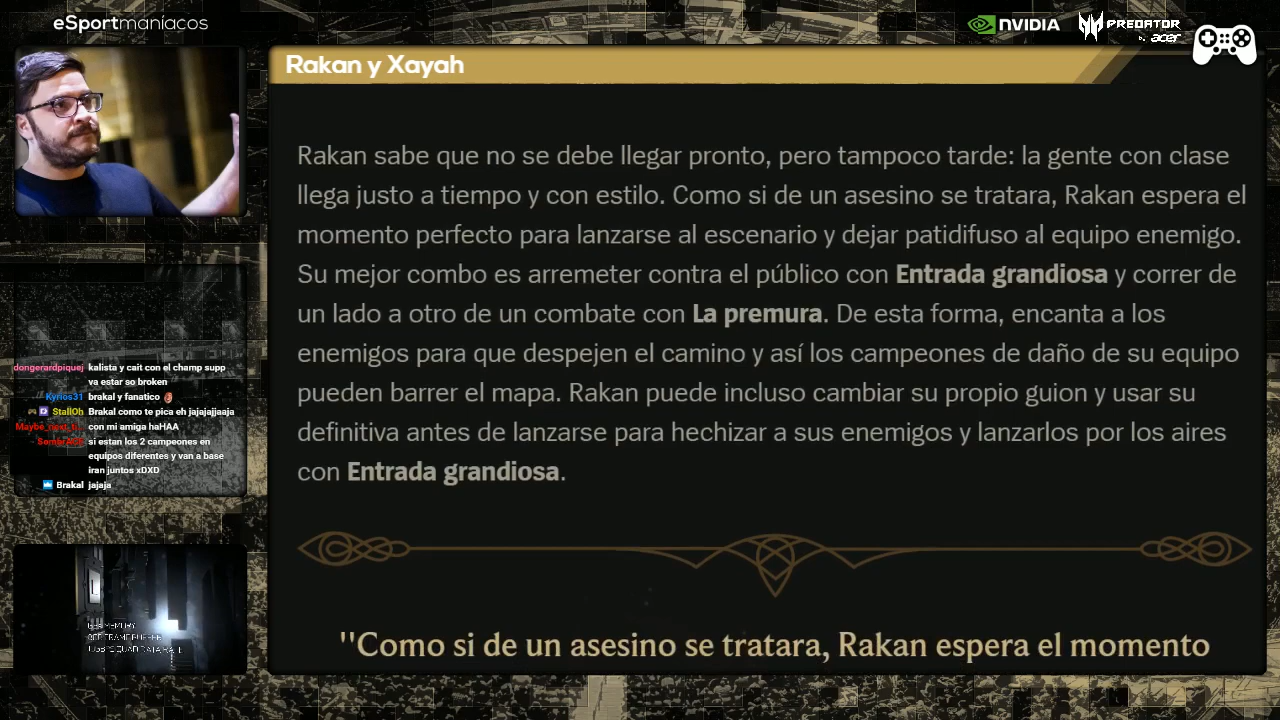 eSportmaníacos
NVIDIA
PREDATOR
acer
Rakan y Xayah
Rakan sabe que no se debe llegar pronto, pero tampoco tarde: la gente con clase
llega justo a tiempo y con estilo. Como si de un asesino se tratara, Rakan espera el
momento perfecto para lanzarse al escenario y dejar patidifuso al equipo enemigo.
Su mejor combo es arremeter contra el público con Entrada grandiosa y correr de
un lado a otro de un combate con La premura. De esta forma, encanta a los
enemigos para que despejen el camino y así los campeones de daño de su equipo
pueden barrer el mapa. Rakan puede incluso cambiar su propio guion y usar su
definitiva antes de lanzarse para hechizar a sus enemigos y lanzarlos por los aires
con Entrada grandiosa.
"Como si de un asesino se tratara, Rakan espera el momento
dongerardpiquej kalista y cait con el champ supp
va estar so broken
Kyrios31 brakal y fanatico
StallOh Brakal como te pica eh jajajajjaaja
con mi amiga haHAA
si estan los 2 campeones en
equipos diferentes y van a base
iran juntos xDXD
Brakal jajaja